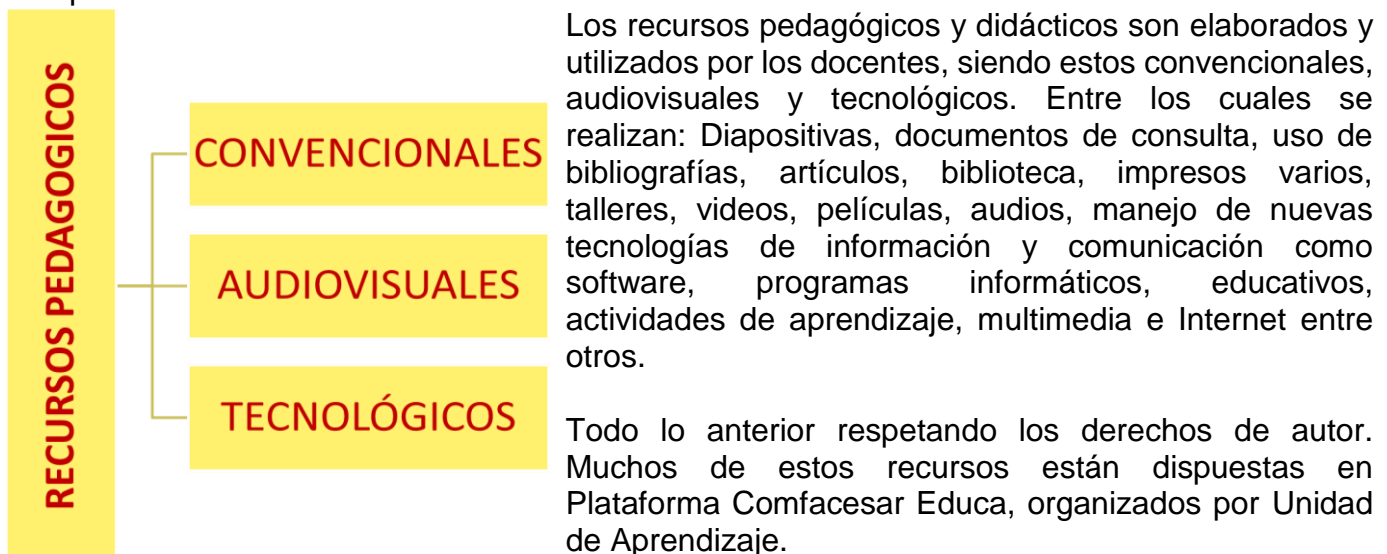 RECURSOS PEDAGOGICOS
CONVENCIONALES
AUDIOVISUALES
TECNOLÓGICOS
Los recursos pedagógicos y didácticos son elaborados y
utilizados por los docentes, siendo estos convencionales,
audiovisuales y tecnológicos. Entre los cuales se
realizan: Diapositivas, documentos de consulta, uso de
bibliografías, artículos, biblioteca, impresos varios,
talleres, videos, películas, audios, manejo de nuevas
tecnologías de información y comunicación como
software, programas informáticos, educativos,
actividades de aprendizaje, multimedia e Internet entre
otros.
Todo lo anterior respetando los derechos de autor.
Muchos de estos recursos están dispuestas en
Plataforma Comfacesar Educa, organizados por Unidad
de Aprendizaje.